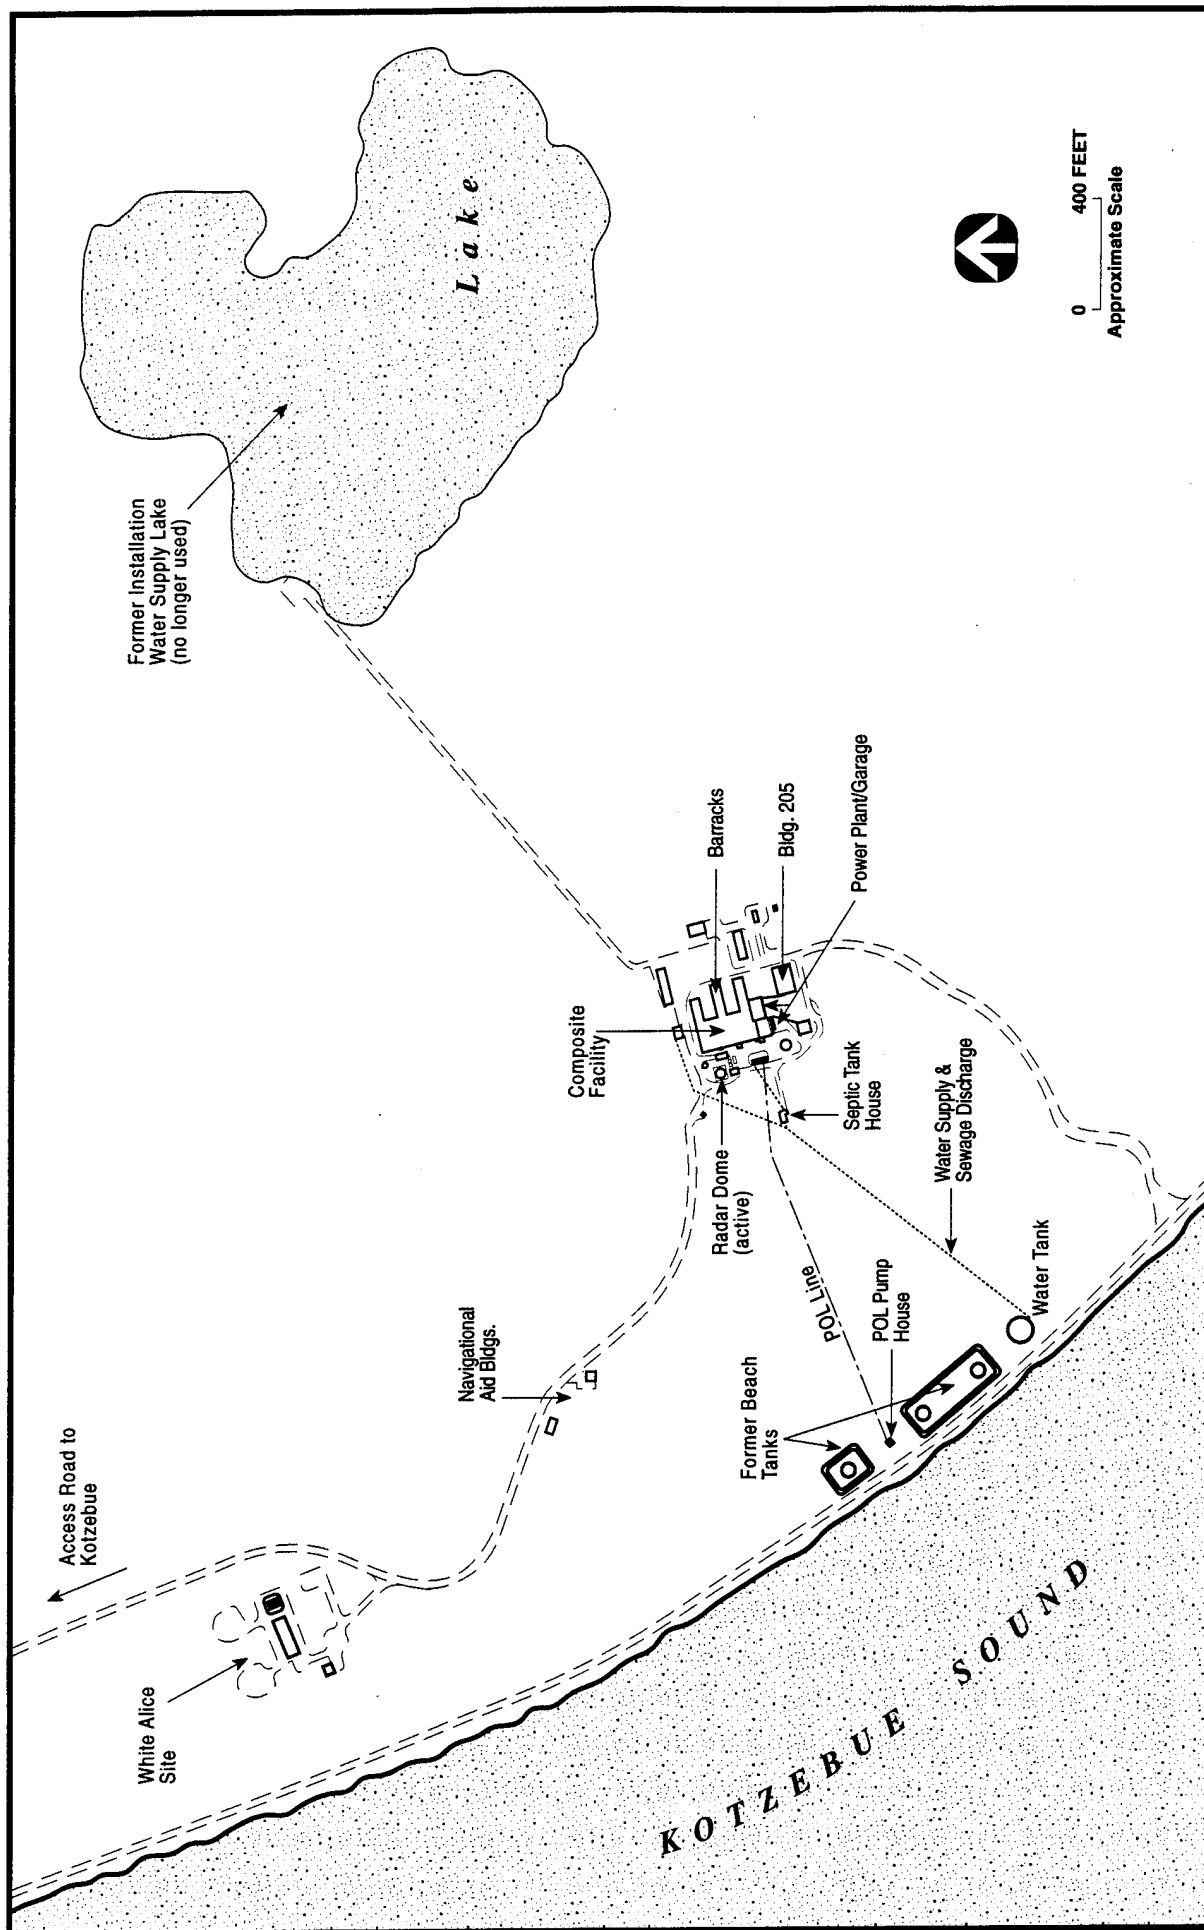 Access Road to
Kotzebue
White Alice
Site
Former Installation
Water Supply Lake
(no longer used)
Lake
Navigational
Aid Bldgs.
Composite
Facility
Barracks
Radar Dome
(active)
Bldg. 205
Power Plant/Garage
Septic Tank
House
POL Line
POL Pump
House
Former Beach
Tanks
Water Supply &
Sewage Discharge
Water Tank
KOTZEBUE SOUND
0 400 FEET
Approximate Scale